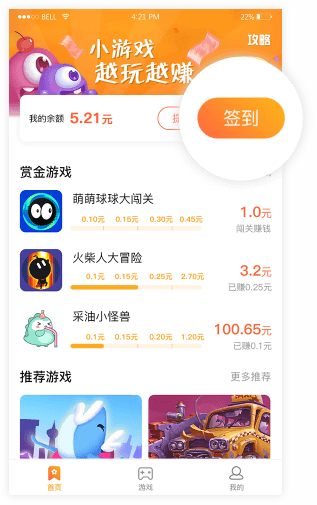 BELL 4:21 PM 22%
小游戏
越玩越赚
攻略
我的余额 5.21元
签到
赏金游戏
萌萌球球大闯关
0.10元 0.15元 0.30元 0.45元
1.0元
闯关赚钱
火柴人大冒险
0.1元 0.15元 0.25元 2.70元
3.2元
已赚0.25元
采油小怪兽
0.1元 0.15元 0.20元 1.20元
100.65元
已赚0.1元
推荐游戏 更多推荐
首页 游戏 我的